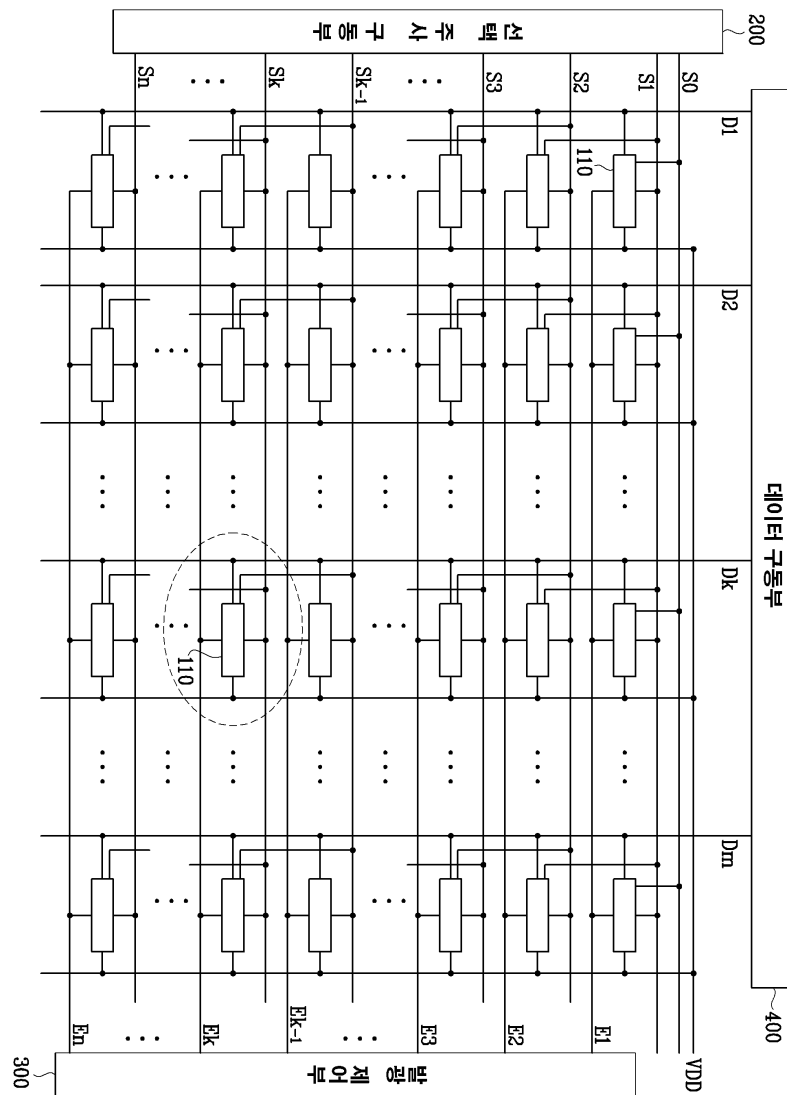 데이터 구동부
400
200
D1 D2 Dk Dm
VDD
S0
S1
110
E1
S2
E2
S3
E3
···
Sk-1
Ek-1
Sk
110
Ek
···
Sn
En
선택 주사 구동부
발광 제어부
300